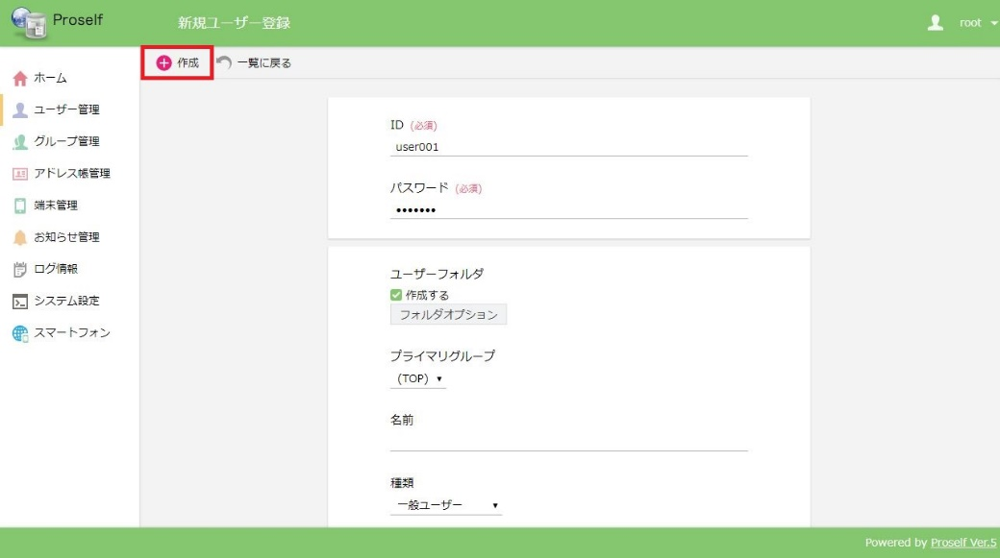 Proself
新規ユーザー登録
root
作成
一覧に戻る
ホーム
ユーザー管理
グループ管理
アドレス帳管理
端末管理
お知らせ管理
ログ情報
システム設定
スマートフォン
ID (必須)
user001
パスワード (必須)
•••••••
ユーザーフォルダ
作成する
フォルダオプション
プライマリグループ
(TOP)
名前
種類
一般ユーザー
Powered by Proself Ver.5